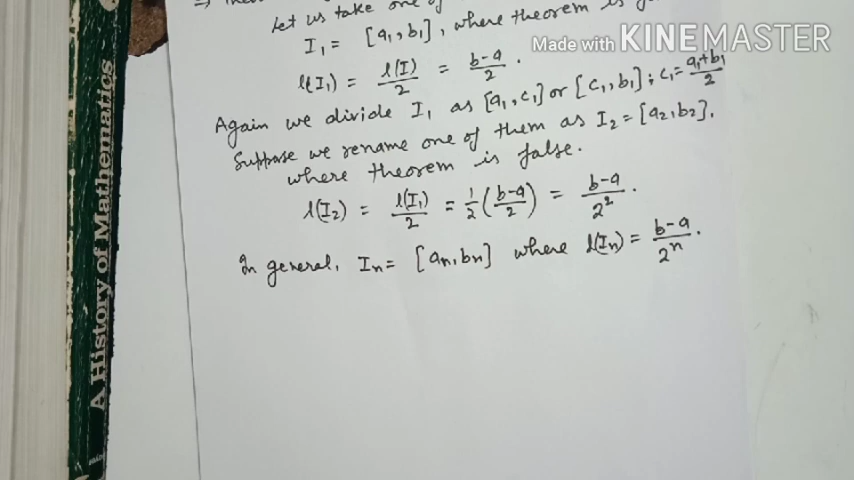 Let us take one of
I₁ = [a₁, b₁], where theorem is
l(I₁) = l(I)/2 = b-a/2 .
Again we divide I₁ as [a₁, c₁] or [c₁, b₁] ; c₁ = a₁+b₁/2
Suppose we rename one of them as I₂ = [a₂, b₂],
where theorem is false.
l(I₂) = l(I₁)/2 = 1/2 (b-a/2) = b-a/2² .
In general, Iₙ = [aₙ, bₙ] where l(Iₙ) = b-a/2ⁿ .
Made with KINEMASTER
A History of Mathematics